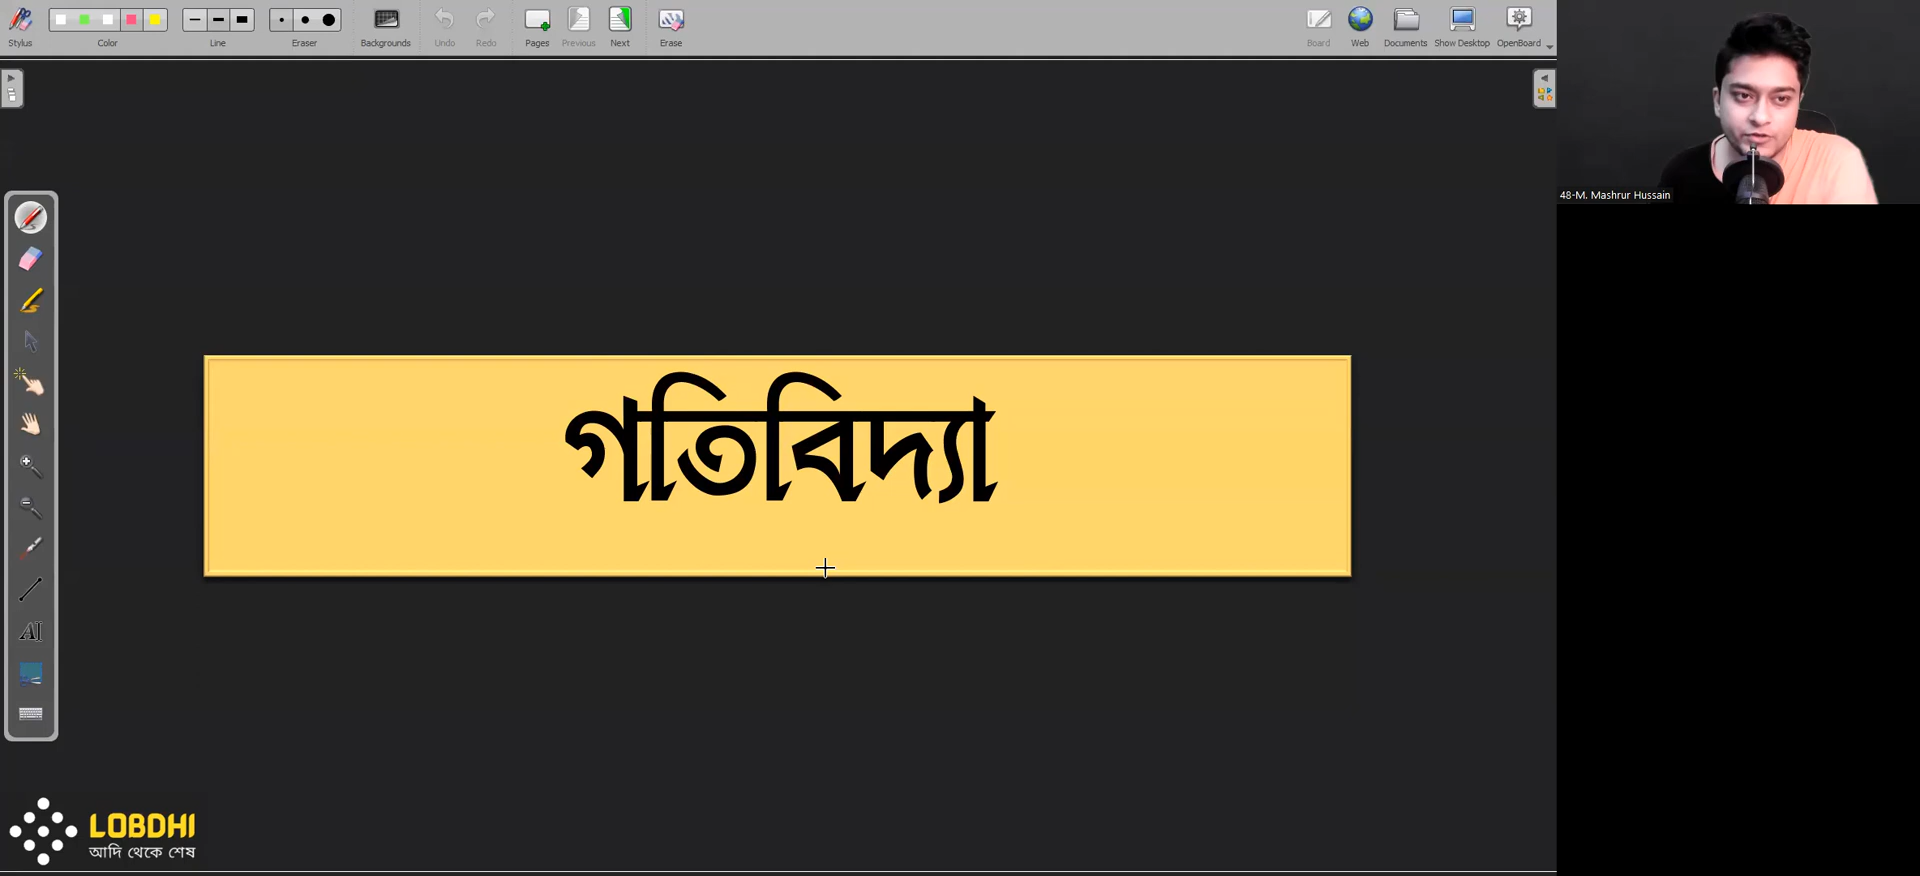 Stylus
Color
Line
Eraser
Backgrounds
Undo
Redo
Pages
Previous
Next
Erase
Board
Web
Documents
Show Desktop
OpenBoard
48-M. Mashrur Hussain
গতিবিদ্যা
LOBDHI
আদি থেকে শেষ